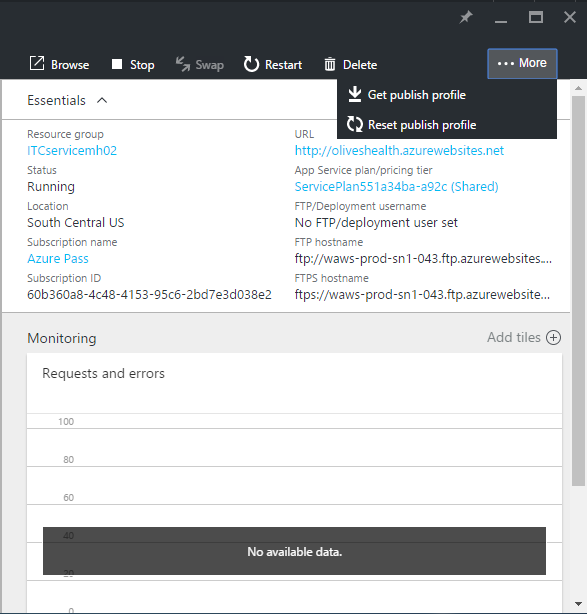 Browse Stop Swap Restart Delete ••• More
Get publish profile
Reset publish profile
Essentials
Resource group
ITCservicemh02
URL
http://oliveshealth.azurewebsites.net
Status
Running
App Service plan/pricing tier
ServicePlan551a34ba-a92c (Shared)
Location
South Central US
FTP/Deployment username
No FTP/deployment user set
Subscription name
Azure Pass
FTP hostname
ftp://waws-prod-sn1-043.ftp.azurewebsites....
Subscription ID
60b360a8-4c48-4153-95c6-2bd7e3d038e2
FTPS hostname
ftps://waws-prod-sn1-043.ftp.azurewebsite...
Monitoring
Add tiles
Requests and errors
100
80
60
40
No available data.
20
0